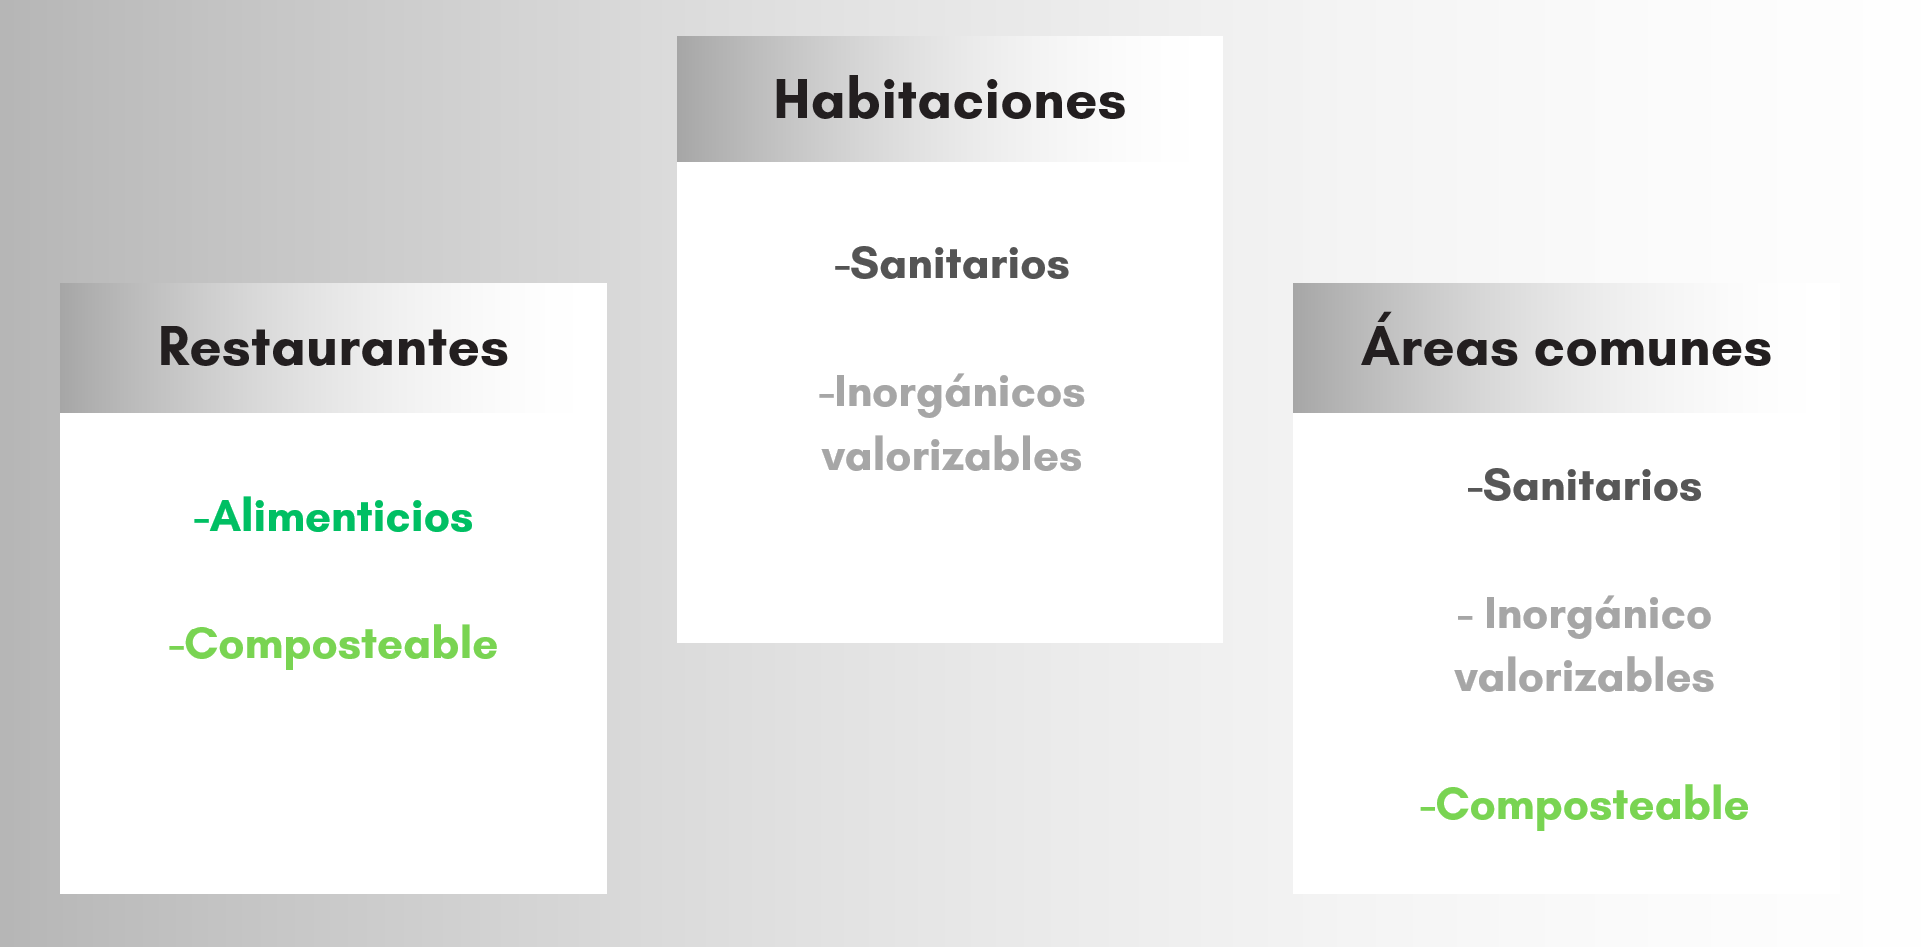 Habitaciones
-Sanitarios
-Inorgánicos
valorizables
Restaurantes
-Alimenticios
-Composteable
Áreas comunes
-Sanitarios
- Inorgánico
valorizables
-Composteable